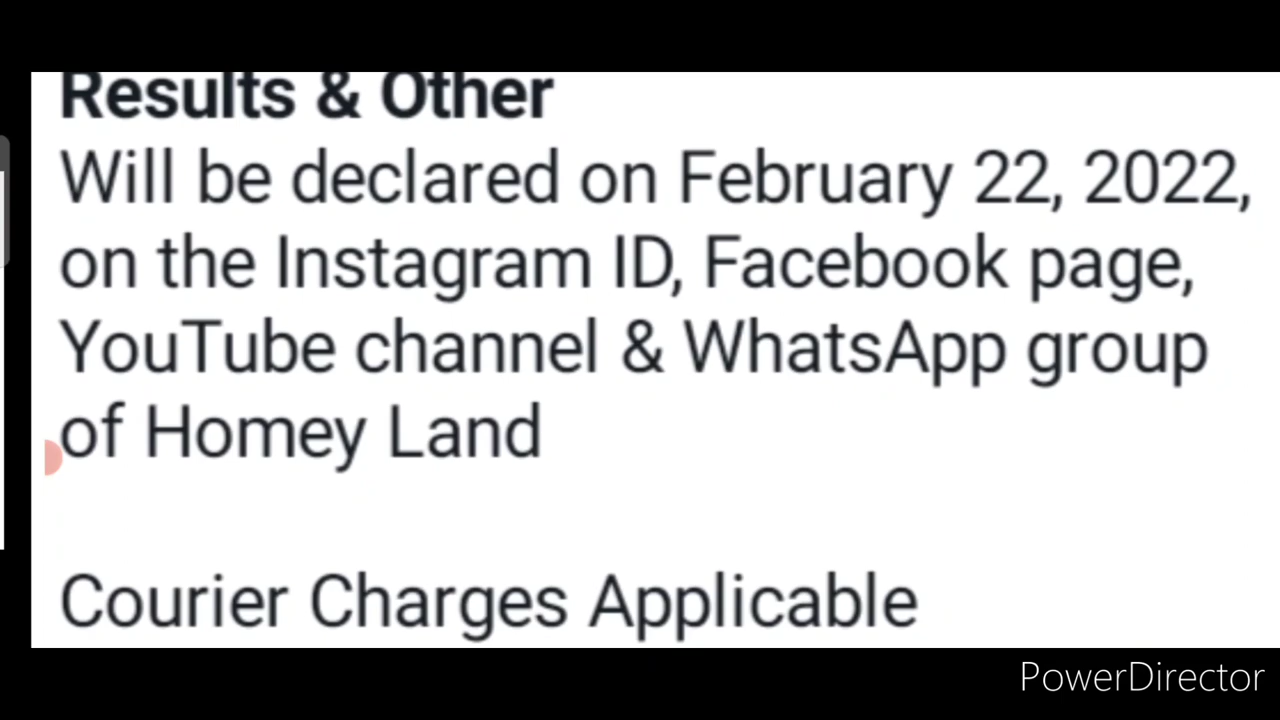 Results & Other
Will be declared on February 22, 2022,
on the Instagram ID, Facebook page,
YouTube channel & WhatsApp group
of Homey Land
Courier Charges Applicable
PowerDirector